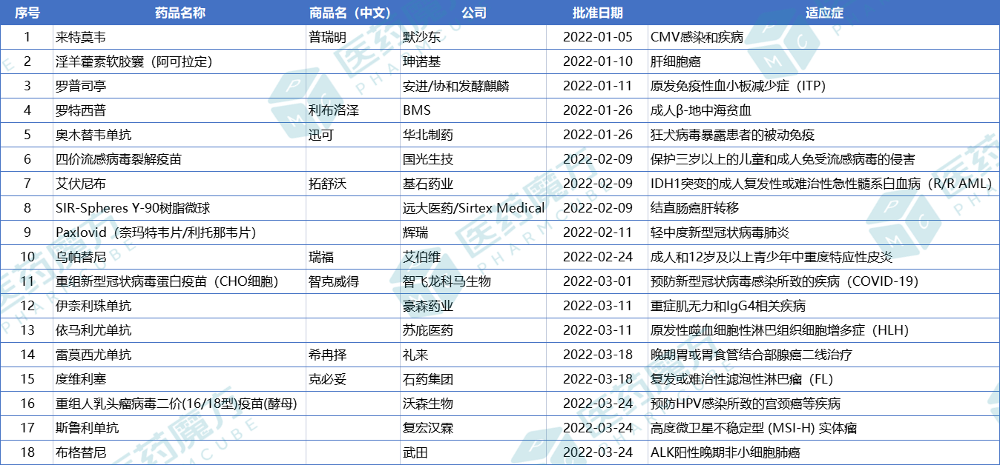 序号 药品名称 商品名（中文） 公司 批准日期 适应症
1 来特莫韦 普瑞明 默沙东 2022-01-05 CMV感染和疾病
2 淫羊藿素软胶囊（阿可拉定） 珅诺基 2022-01-10 肝细胞癌
3 罗普司亭 安进/协和发酵麒麟 2022-01-11 原发免疫性血小板减少症（ITP）
4 罗特西普 利布洛泽 BMS 2022-01-26 成人β-地中海贫血
5 奥木替韦单抗 迅可 华北制药 2022-01-26 狂犬病毒暴露患者的被动免疫
6 四价流感病毒裂解疫苗 国光生技 2022-02-09 保护三岁以上的儿童和成人免受流感病毒的侵害
7 艾伏尼布 拓舒沃 基石药业 2022-02-09 IDH1突变的成人复发性或难治性急性髓系白血病（R/R AML）
8 SIR-Spheres Y-90树脂微球 远大医药/Sirtex Medical 2022-02-09 结直肠癌肝转移
9 Paxlovid（奈玛特韦片/利托那韦片） 辉瑞 2022-02-11 轻中度新型冠状病毒肺炎
10 乌帕替尼 瑞福 艾伯维 2022-02-24 成人和12岁及以上青少年中重度特应性皮炎
11 重组新型冠状病毒蛋白疫苗（CHO细胞） 智克威得 智飞龙科马生物 2022-03-01 预防新型冠状病毒感染所致的疾病（COVID-19）
12 伊奈利珠单抗 豪森药业 2022-03-11 重症肌无力和IgG4相关疾病
13 依马利尤单抗 苏庇医药 2022-03-11 原发性噬血细胞性淋巴组织细胞增多症（HLH）
14 雷莫西尤单抗 希冉择 礼来 2022-03-18 晚期胃或胃食管结合部腺癌二线治疗
15 度维利塞 克必妥 石药集团 2022-03-18 复发或难治性滤泡性淋巴瘤（FL）
16 重组人乳头瘤病毒二价(16/18型)疫苗(酵母) 沃森生物 2022-03-24 预防HPV感染所致的宫颈癌等疾病
17 斯鲁利单抗 复宏汉霖 2022-03-24 高度微卫星不稳定型 (MSI-H) 实体瘤
18 布格替尼 武田 2022-03-24 ALK阳性晚期非小细胞肺癌
医药魔方
PHARMCUBE